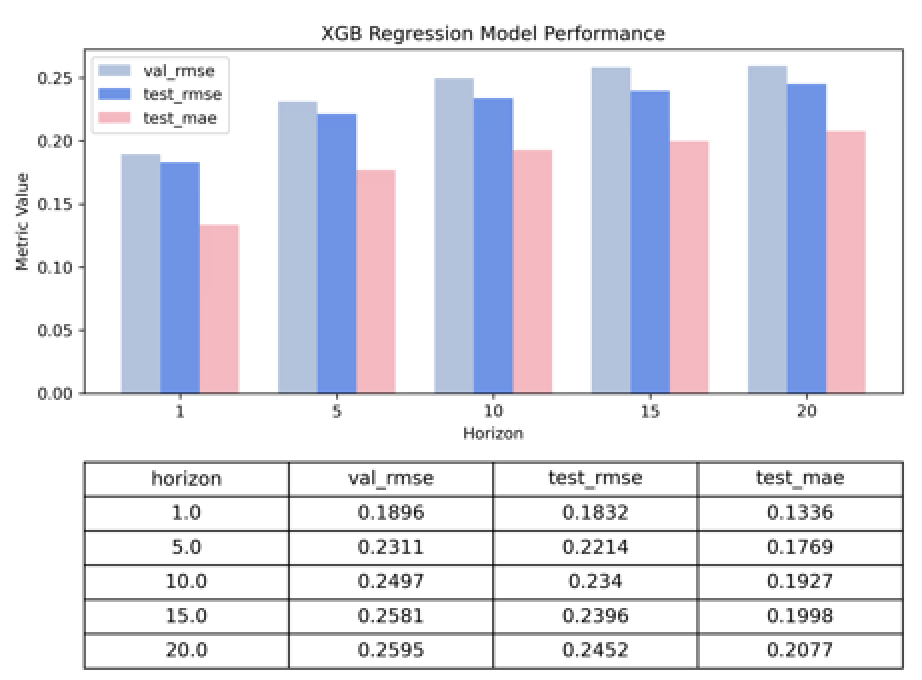 XGB Regression Model Performance
val_rmse
test_rmse
test_mae
0.25
0.20
0.15
0.10
0.05
0.00
Metric Value
1 5 10 15 20
Horizon
horizon val_rmse test_rmse test_mae
1.0 0.1896 0.1832 0.1336
5.0 0.2311 0.2214 0.1769
10.0 0.2497 0.234 0.1927
15.0 0.2581 0.2396 0.1998
20.0 0.2595 0.2452 0.2077